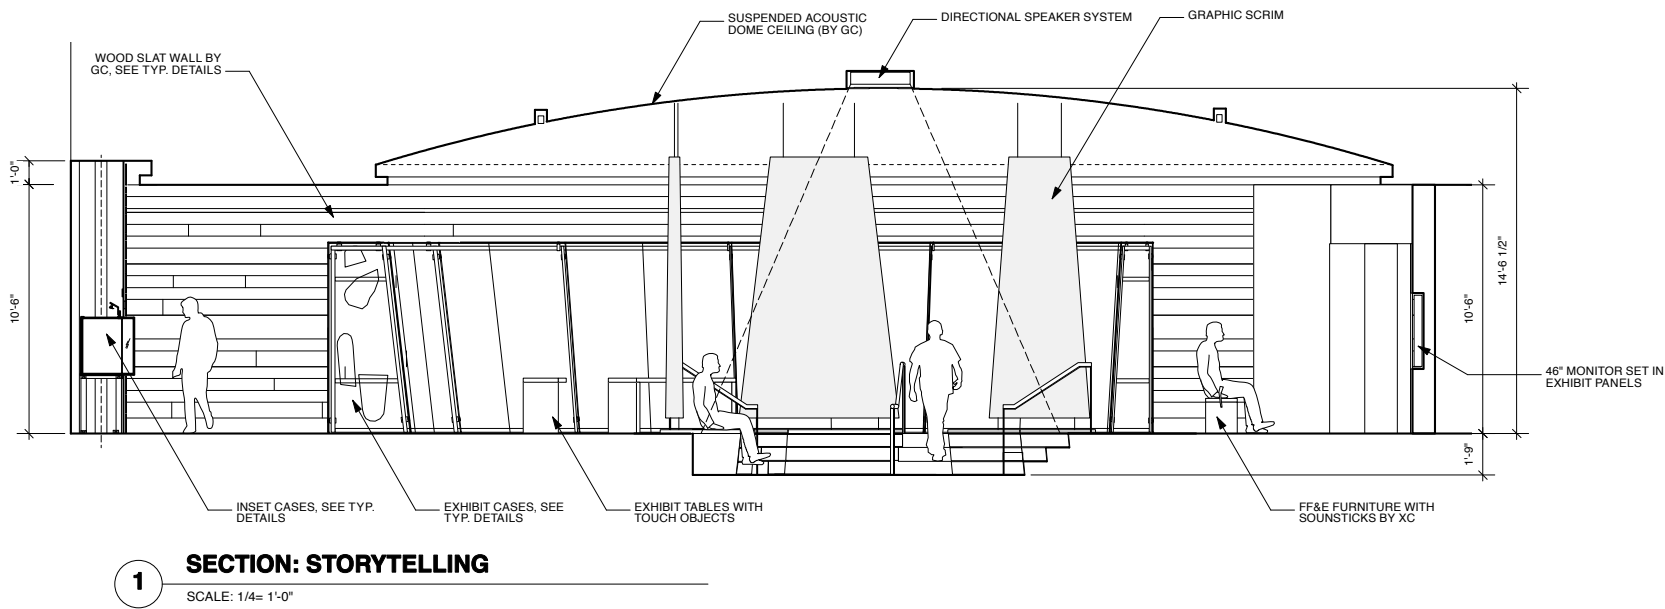 SUSPENDED ACOUSTIC
DOME CEILING (BY GC)
DIRECTIONAL SPEAKER SYSTEM
GRAPHIC SCRIM
WOOD SLAT WALL BY
GC, SEE TYP. DETAILS
1'-0"
10'-6"
14'-6 1/2"
10'-6"
1'-9"
46" MONITOR SET IN
EXHIBIT PANELS
INSET CASES, SEE TYP.
DETAILS
EXHIBIT CASES, SEE
TYP. DETAILS
EXHIBIT TABLES WITH
TOUCH OBJECTS
FF&E FURNITURE WITH
SOUNSTICKS BY XC
1
SECTION: STORYTELLING
SCALE: 1/4= 1'-0"